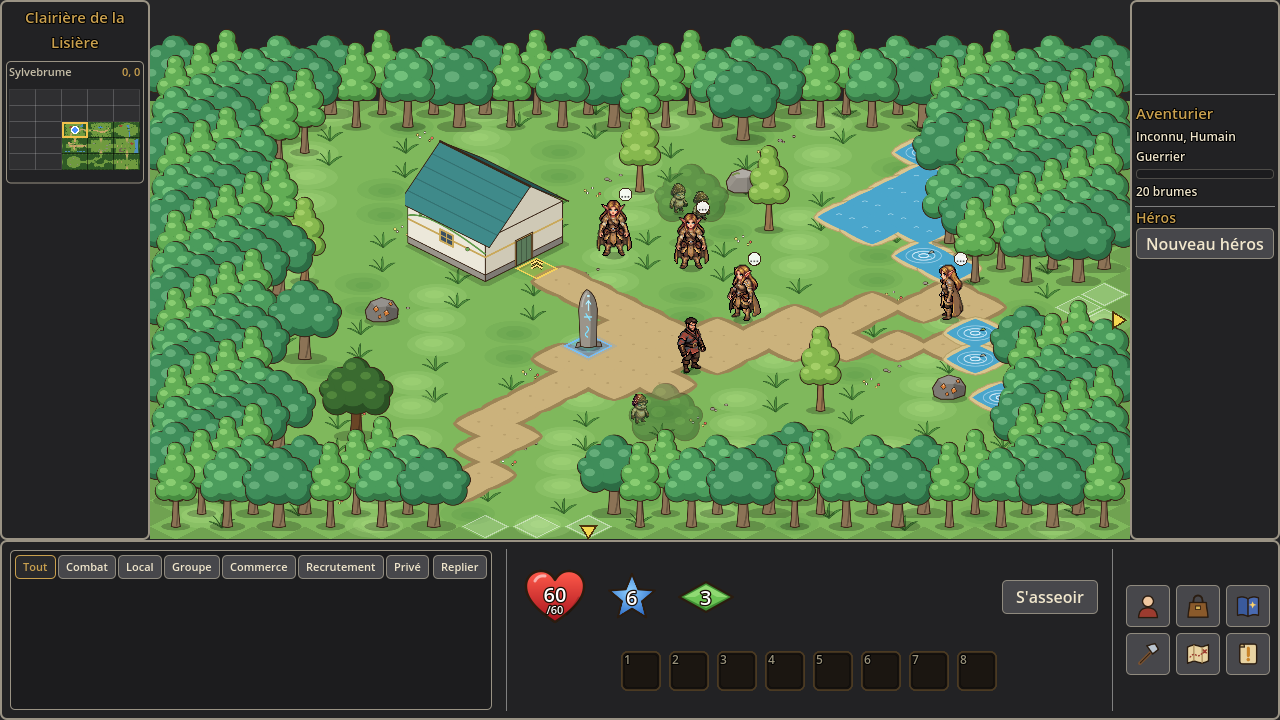 Clairière de la
Lisière
Sylvebrume 0, 0
Aventurier
Inconnu, Humain
Guerrier
20 brumes
Héros
Nouveau héros
Tout Combat Local Groupe Commerce Recrutement Privé Replier
60
/60
6
3
S'asseoir
1 2 3 4 5 6 7 8